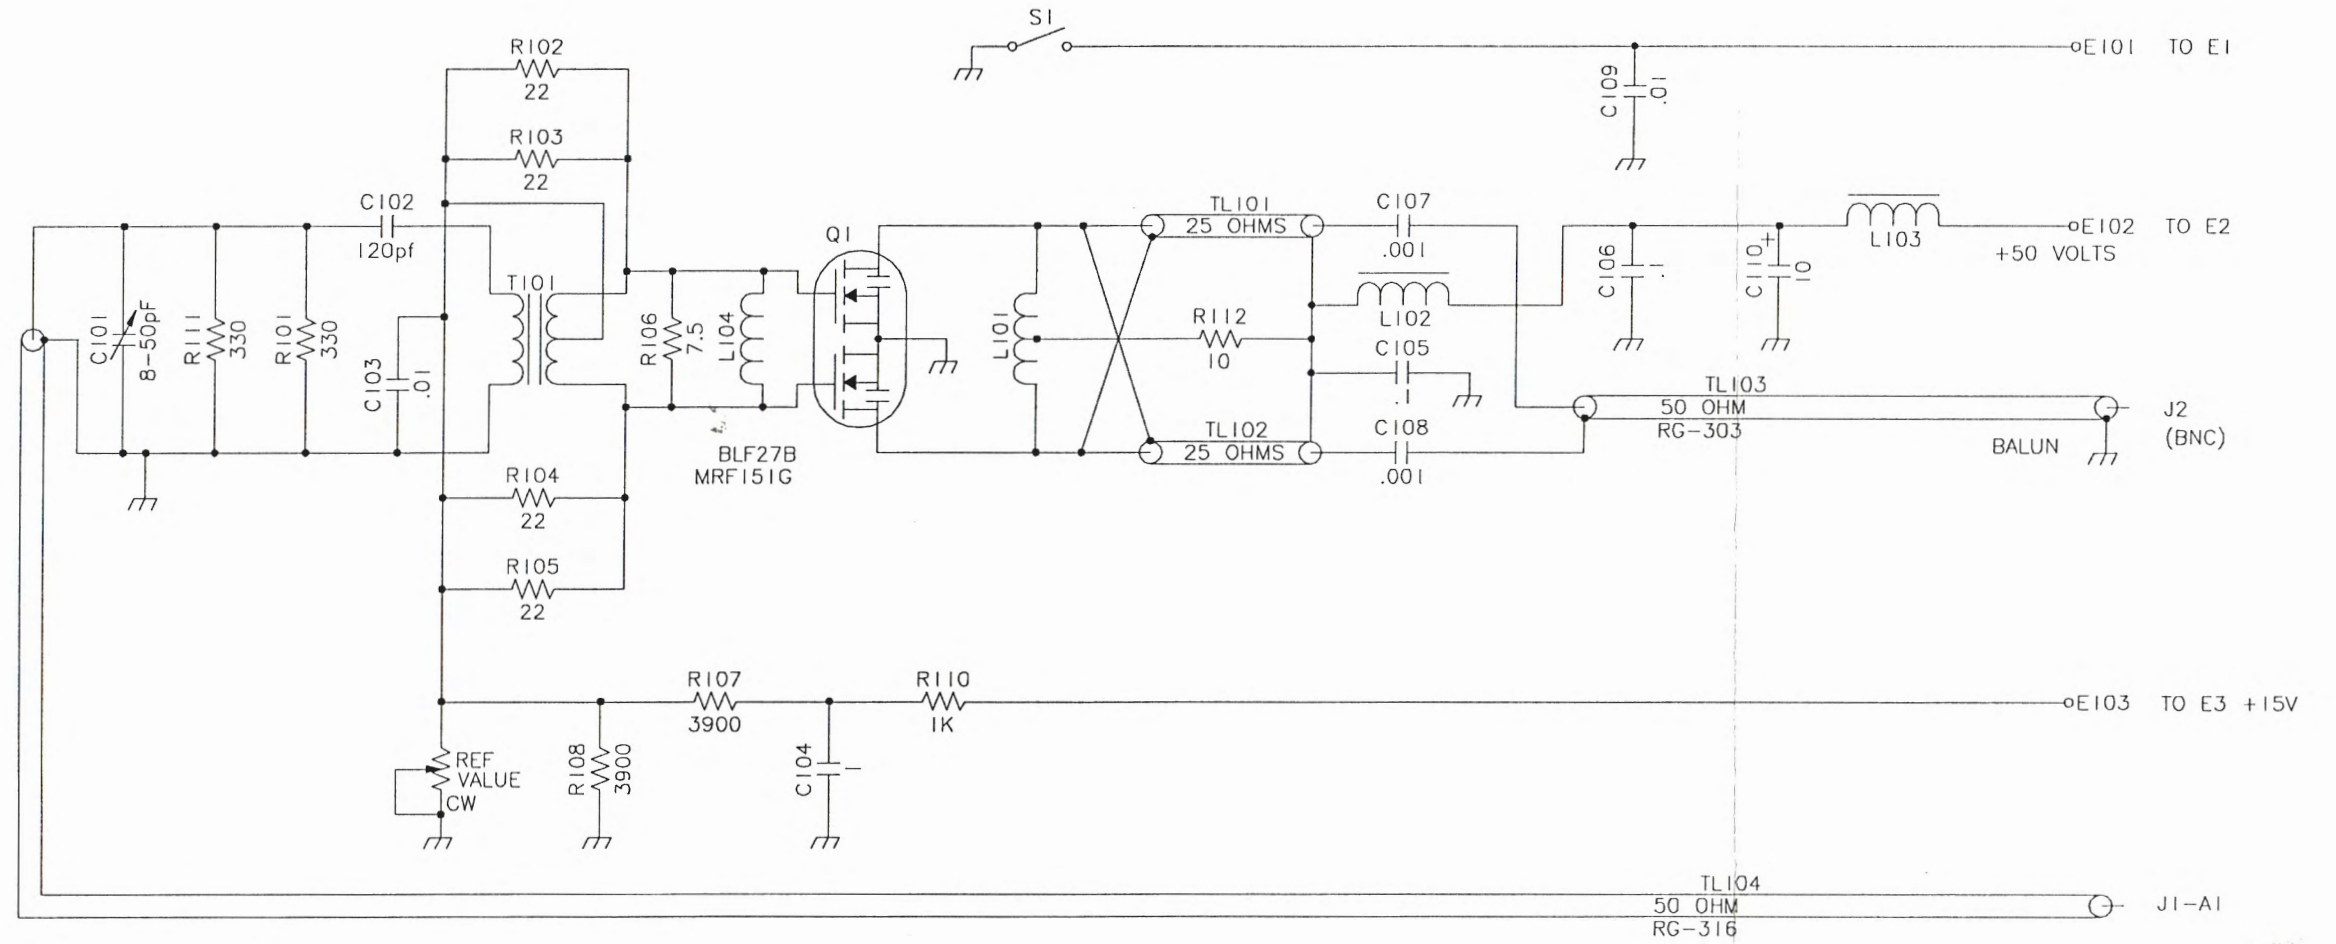 S1
E101 TO E1
C109
.01
R102
22
R103
22
C102
120pf
Q1
TL101
25 OHMS
C107
.001
L103
E102 TO E2
+50 VOLTS
C106
.1
C110
+
10
T101
C101
8-50pF
R111
330
R101
330
C103
.01
R106
7.5
L104
L101
R112
10
L102
C105
.1
TL103
50 OHM
RG-303
BALUN
J2
(BNC)
TL102
25 OHMS
C108
.001
BLF278
MRF151G
R104
22
R105
22
R107
3900
R110
1K
E103 TO E3 +15V
REF
VALUE
CW
R108
3900
C104
1
TL104
50 OHM
RG-316
J1-A1